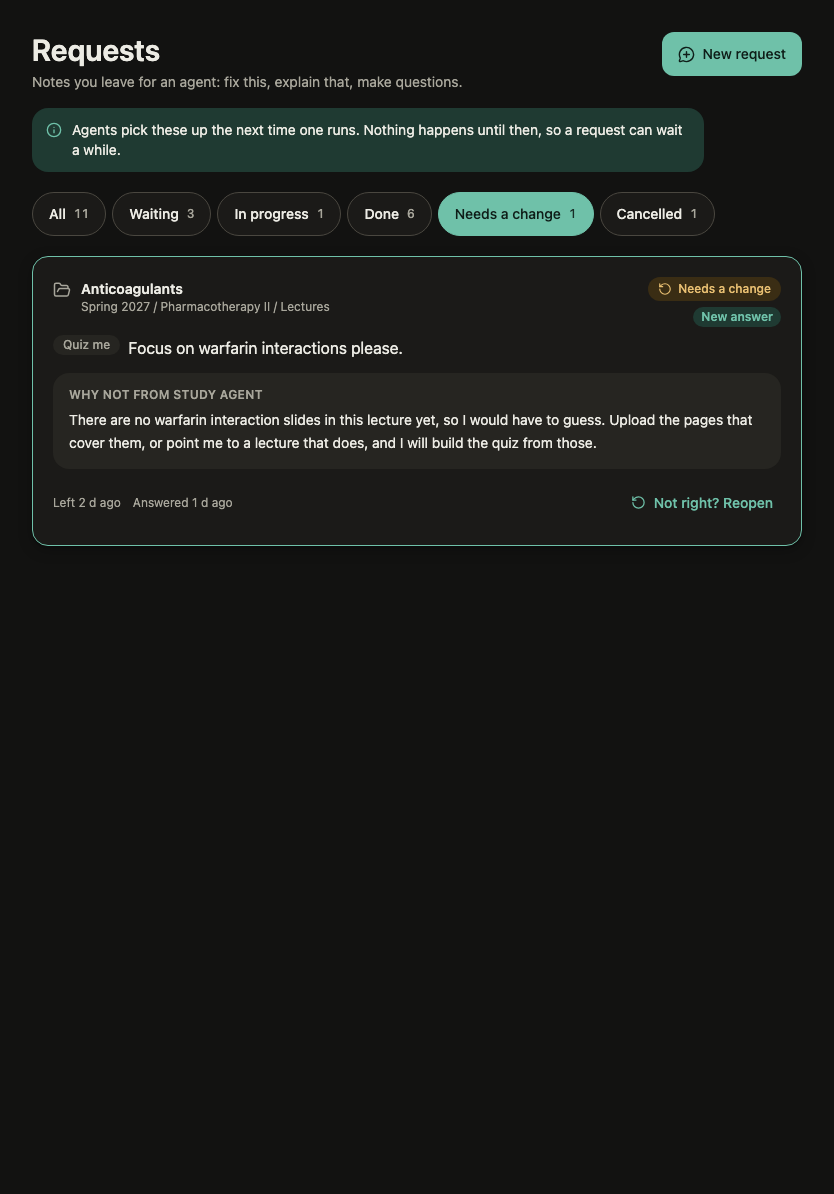 Requests
New request
Notes you leave for an agent: fix this, explain that, make questions.
Agents pick these up the next time one runs. Nothing happens until then, so a request can wait
a while.
All 11 Waiting 3 In progress 1 Done 6 Needs a change 1 Cancelled 1
Anticoagulants
Needs a change
Spring 2027 / Pharmacotherapy II / Lectures
New answer
Quiz me Focus on warfarin interactions please.
WHY NOT FROM STUDY AGENT
There are no warfarin interaction slides in this lecture yet, so I would have to guess. Upload the pages that
cover them, or point me to a lecture that does, and I will build the quiz from those.
Left 2 d ago Answered 1 d ago Not right? Reopen